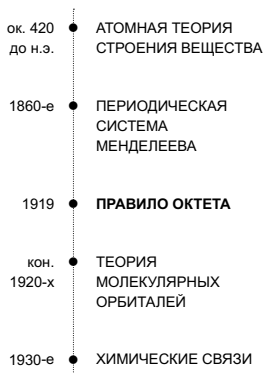 ок. 420 АТОМНАЯ ТЕОРИЯ
до н.э. СТРОЕНИЯ ВЕЩЕСТВА
1860-е ПЕРИОДИЧЕСКАЯ
СИСТЕМА
МЕНДЕЛЕЕВА
1919 ПРАВИЛО ОКТЕТА
кон. ТЕОРИЯ
1920-х МОЛЕКУЛЯРНЫХ
ОРБИТАЛЕЙ
1930-е ХИМИЧЕСКИЕ СВЯЗИ